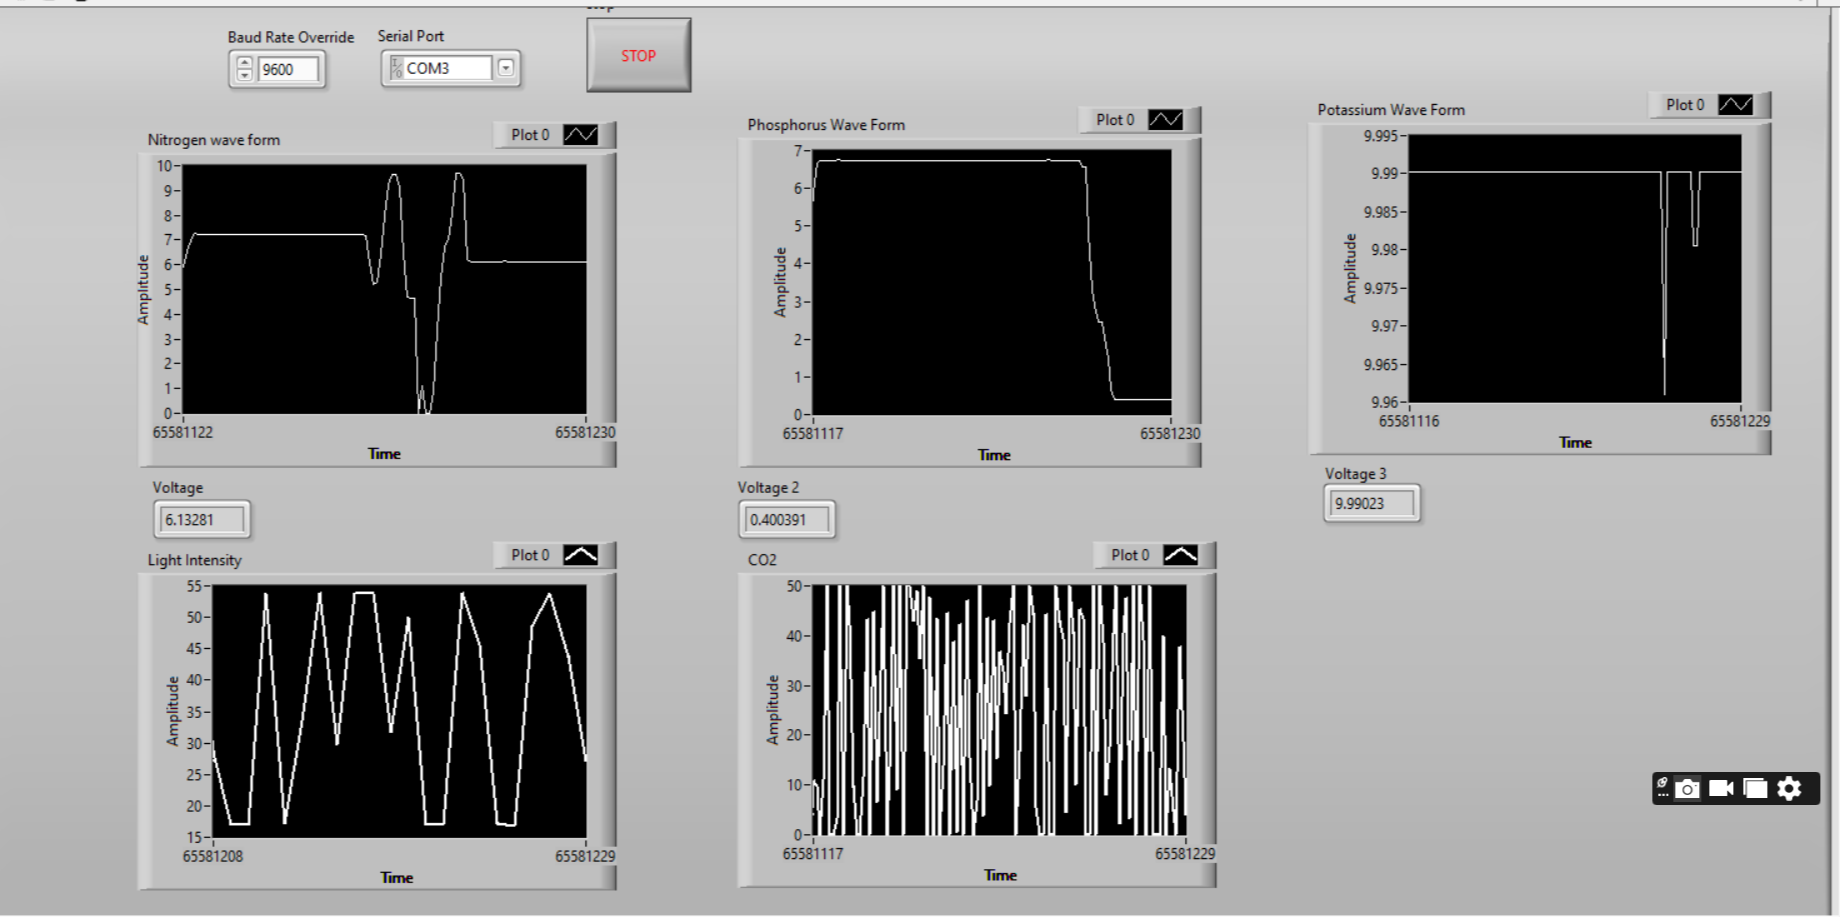 Baud Rate Override
9600
Serial Port
COM3
STOP
Nitrogen wave form
Plot 0
10
9
8
7
6
5
4
3
2
1
0
Amplitude
65581122
65581230
Time
Phosphorus Wave Form
Plot 0
7
6
5
4
3
2
1
0
Amplitude
65581117
65581230
Time
Potassium Wave Form
Plot 0
9.995
9.99
9.985
9.98
9.975
9.97
9.965
9.96
Amplitude
65581116
65581229
Time
Voltage
6.13281
Voltage 2
0.400391
Voltage 3
9.99023
Light Intensity
Plot 0
55
50
45
40
35
30
25
20
15
Amplitude
65581208
65581229
Time
CO2
Plot 0
50
40
30
20
10
0
Amplitude
65581117
65581229
Time